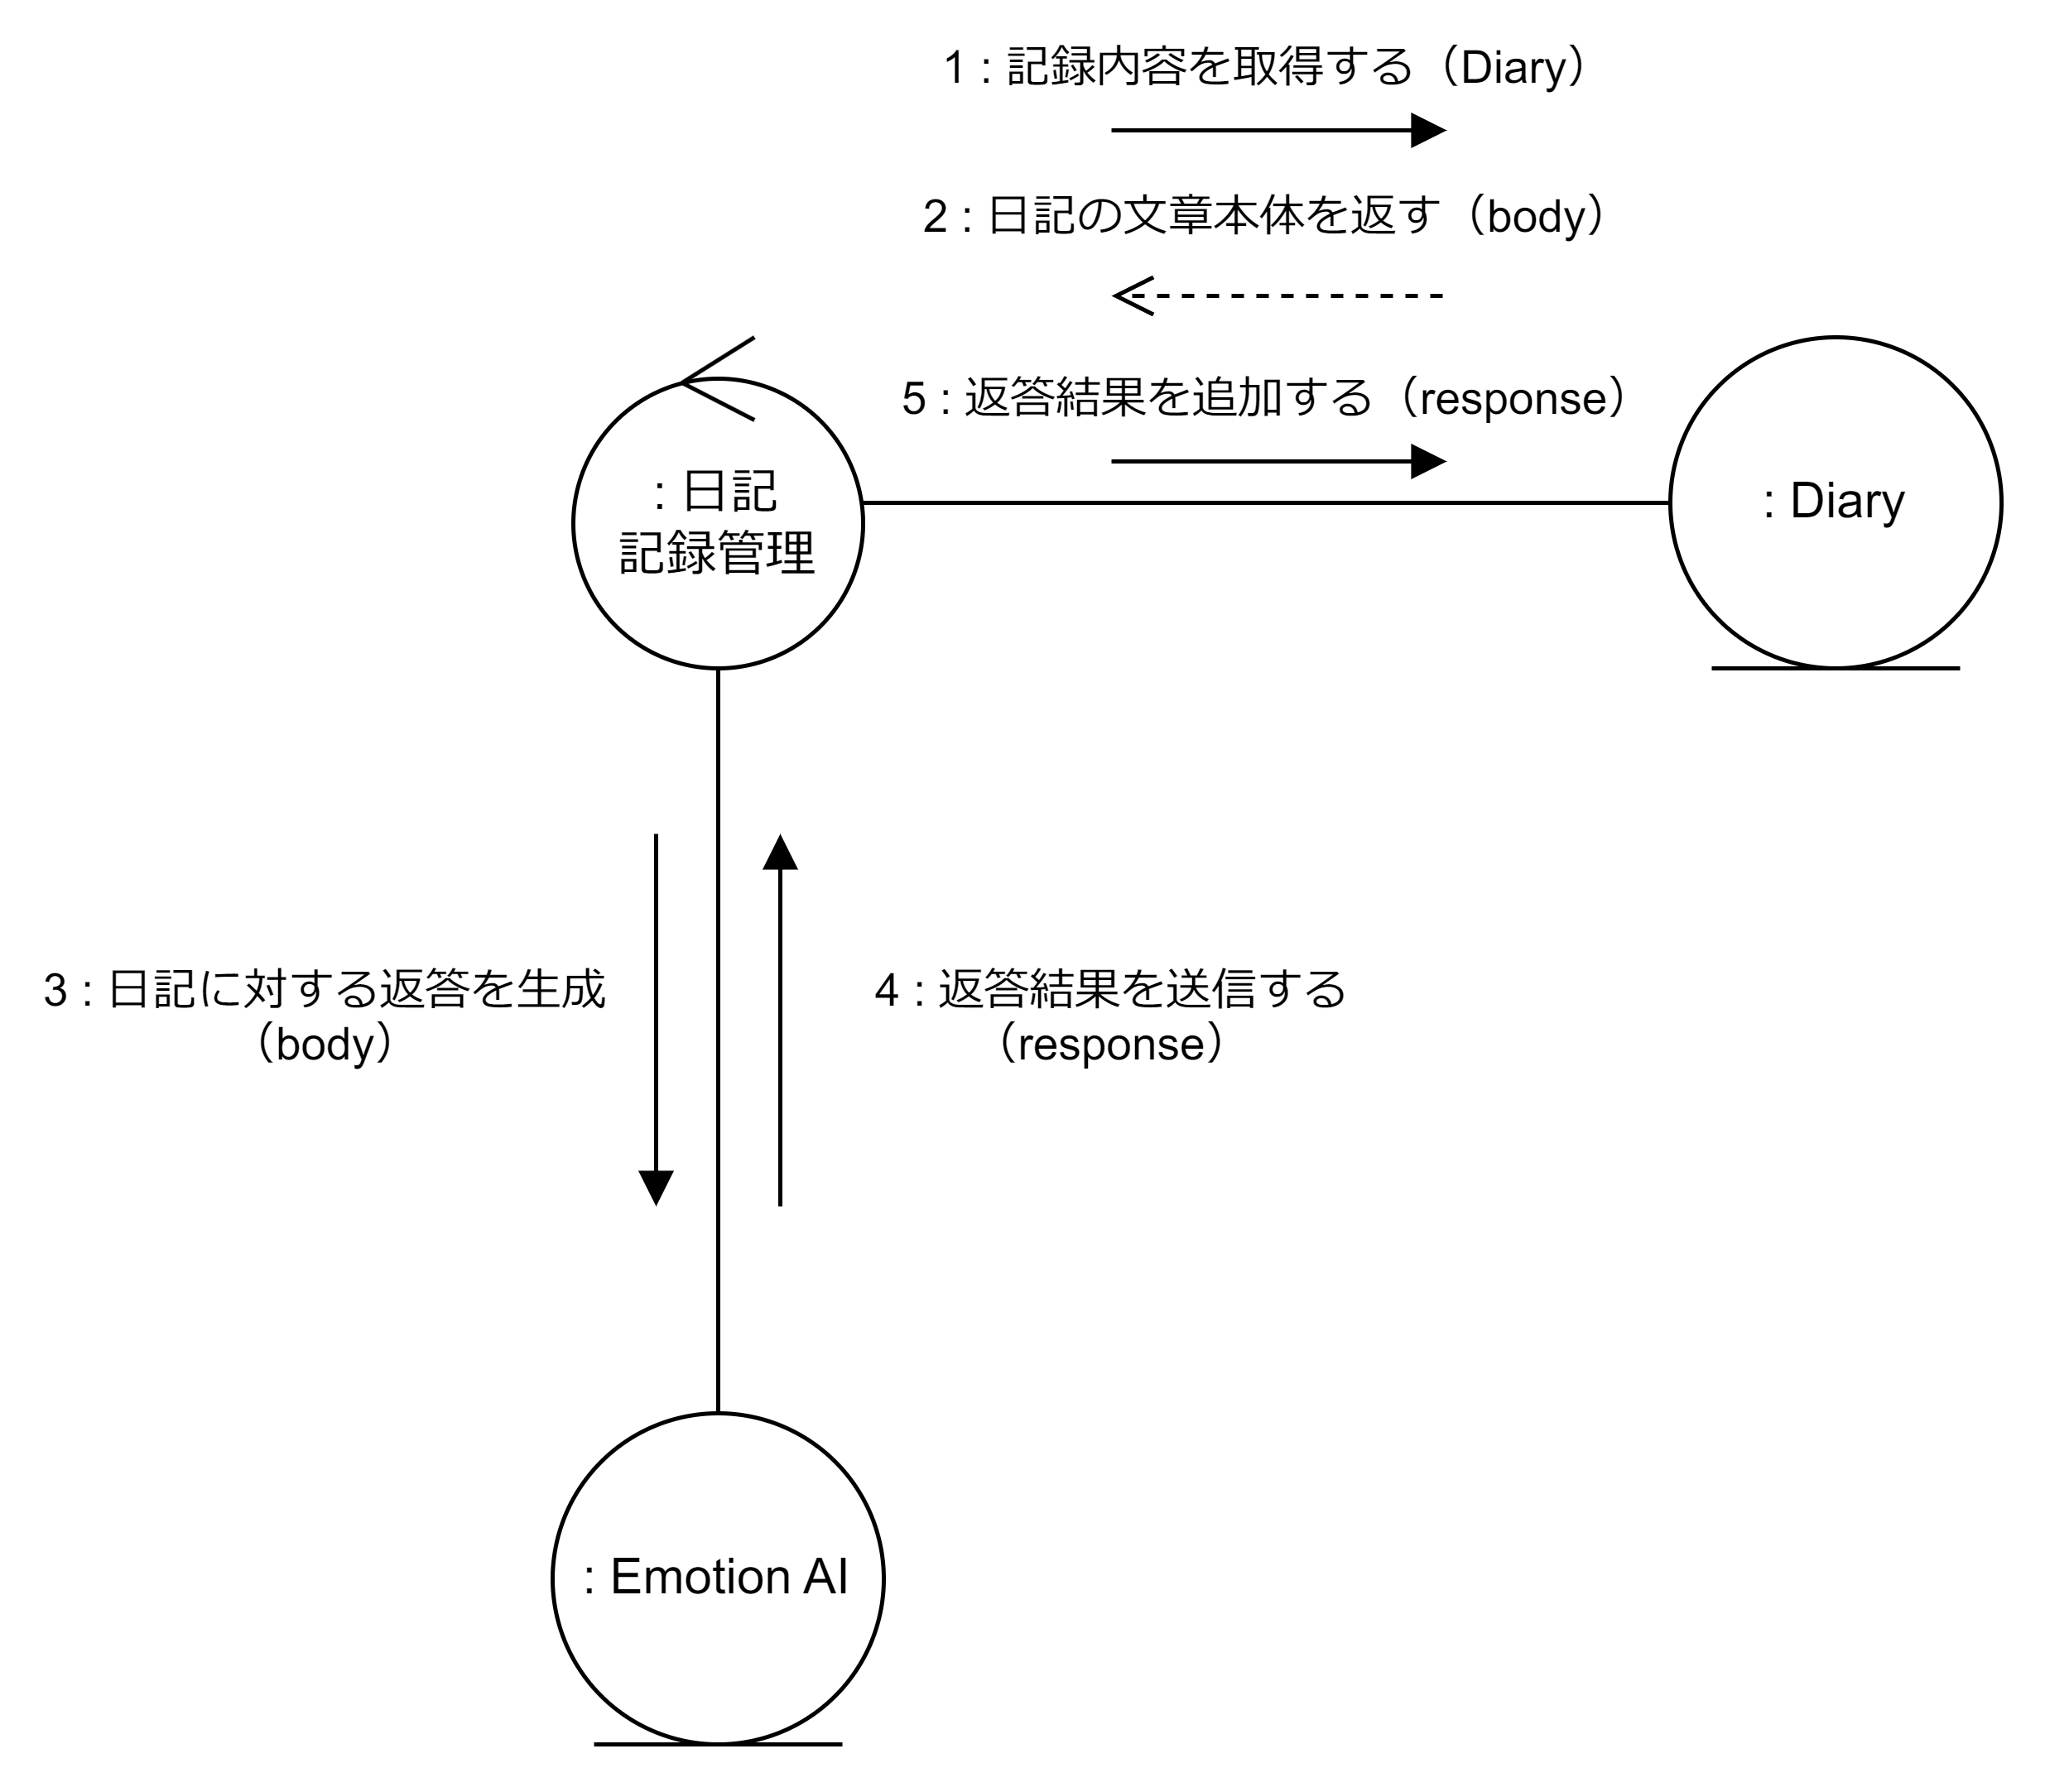 1 : 記録内容を取得する（Diary）
2 : 日記の文章本体を返す（body）
5 : 返答結果を追加する（response）
: 日記
記録管理
: Diary
3 : 日記に対する返答を生成
（body）
4 : 返答結果を送信する
（response）
: Emotion AI